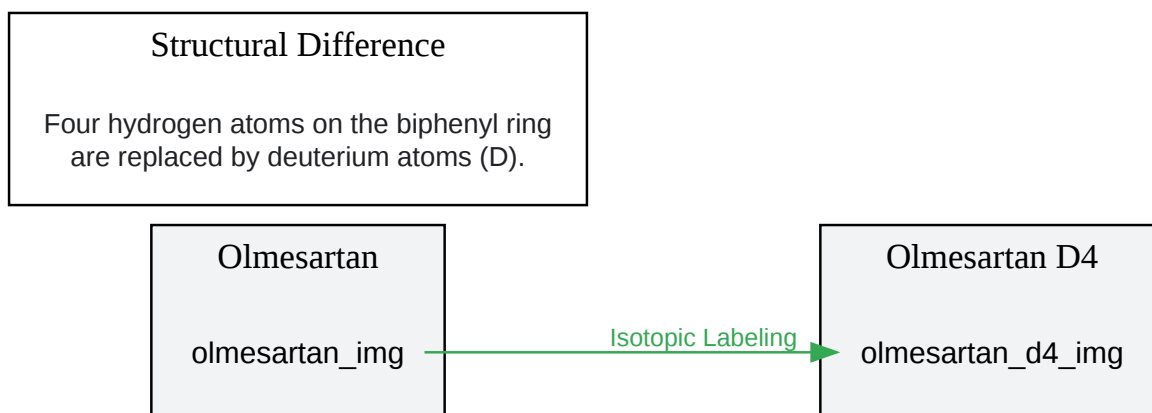 Structural Difference
Four hydrogen atoms on the biphenyl ring
are replaced by deuterium atoms (D).
Olmesartan
olmesartan_img
Isotopic Labeling
Olmesartan D4
olmesartan_d4_img